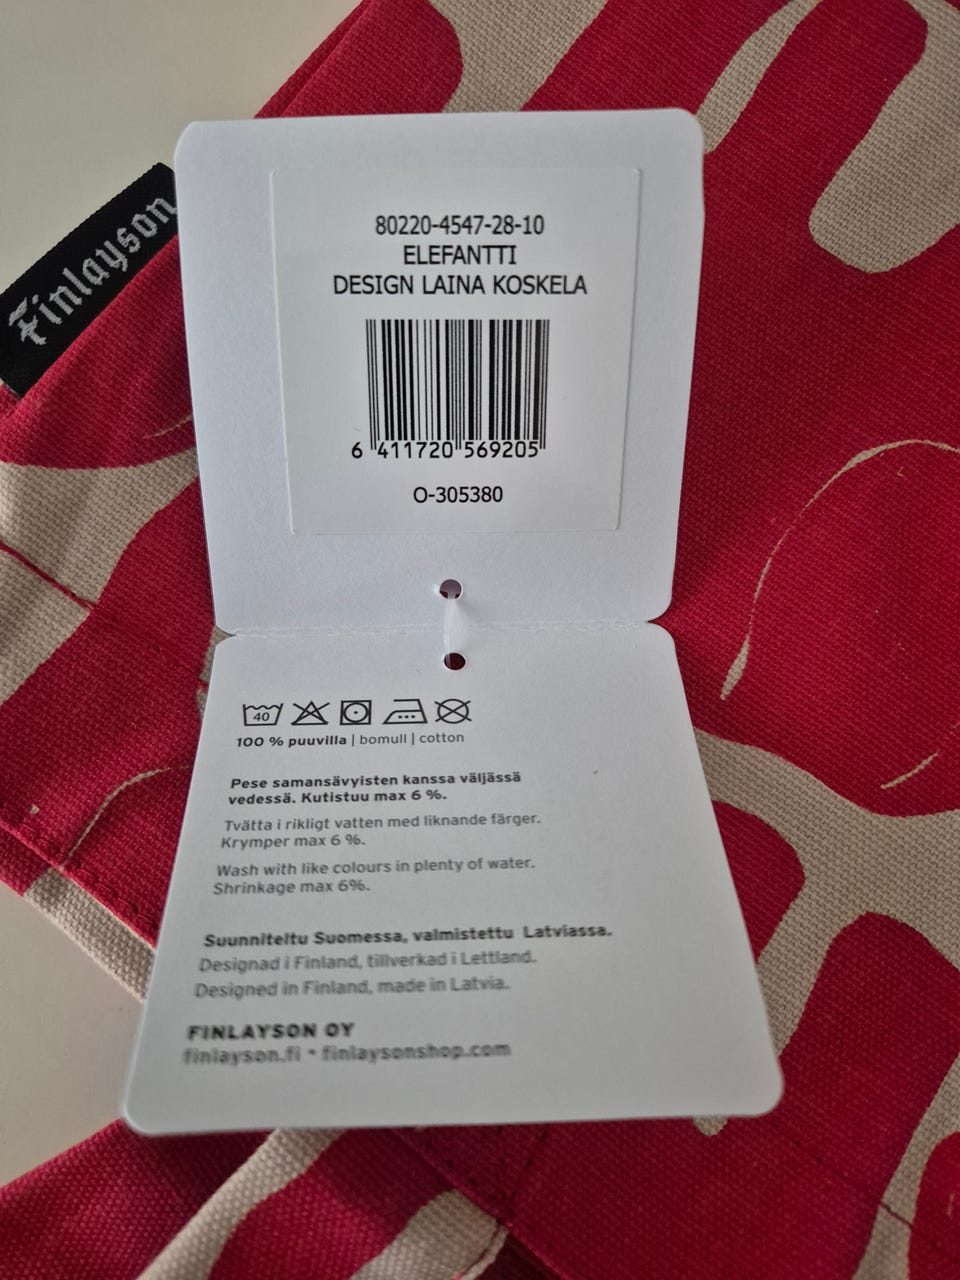 Finlayson
80220-4547-28-10
ELEFANTTI
DESIGN LAINA KOSKELA
6 411720 569205
O-305380
40
100 % puuvilla | bomull | cotton
Pese samansävyisten kanssa väljässä
vedessä. Kutistuu max 6 %.
Tvätta i rikligt vatten med liknande färger.
Krymper max 6 %.
Wash with like colours in plenty of water.
Shrinkage max 6%.
Suunniteltu Suomessa, valmistettu Latviassa.
Designad i Finland, tillverkad i Lettland.
Designed in Finland, made in Latvia.
FINLAYSON OY
finlayson.fi • finlaysonshop.com